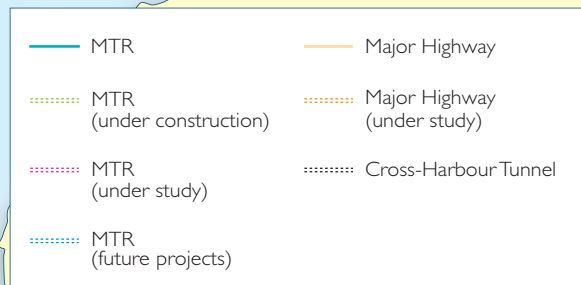 MTR
MTR
(under construction)
MTR
(under study)
MTR
(future projects)
Major Highway
Major Highway
(under study)
Cross-Harbour Tunnel